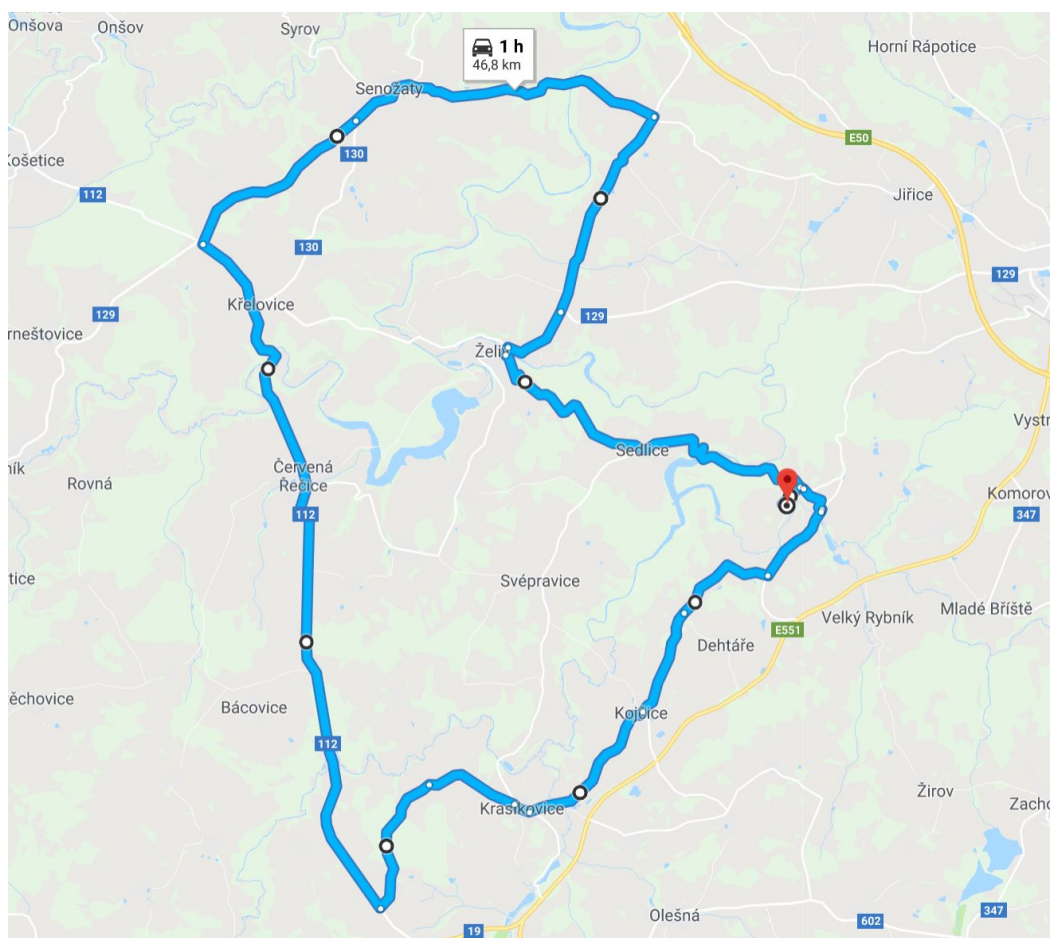 Onšova
Onšov
Syrov
1 h
46,8 km
Horní Rápotice
Senožaty
E50
130
Košetice
112
Jiřice
130
129
Křelovice
129
129
rneštovice
Želiv
Vystr
Sedlice
ník
Červená
Řečice
Rovná
Komorov
347
112
tice
Svépravice
Mladé Bříště
Velký Rybník
E551
Dehtáře
ěchovice
Bácovice
Kojčice
112
Žirov
Krasíkovice
Zacho
Olešná
347
602
19